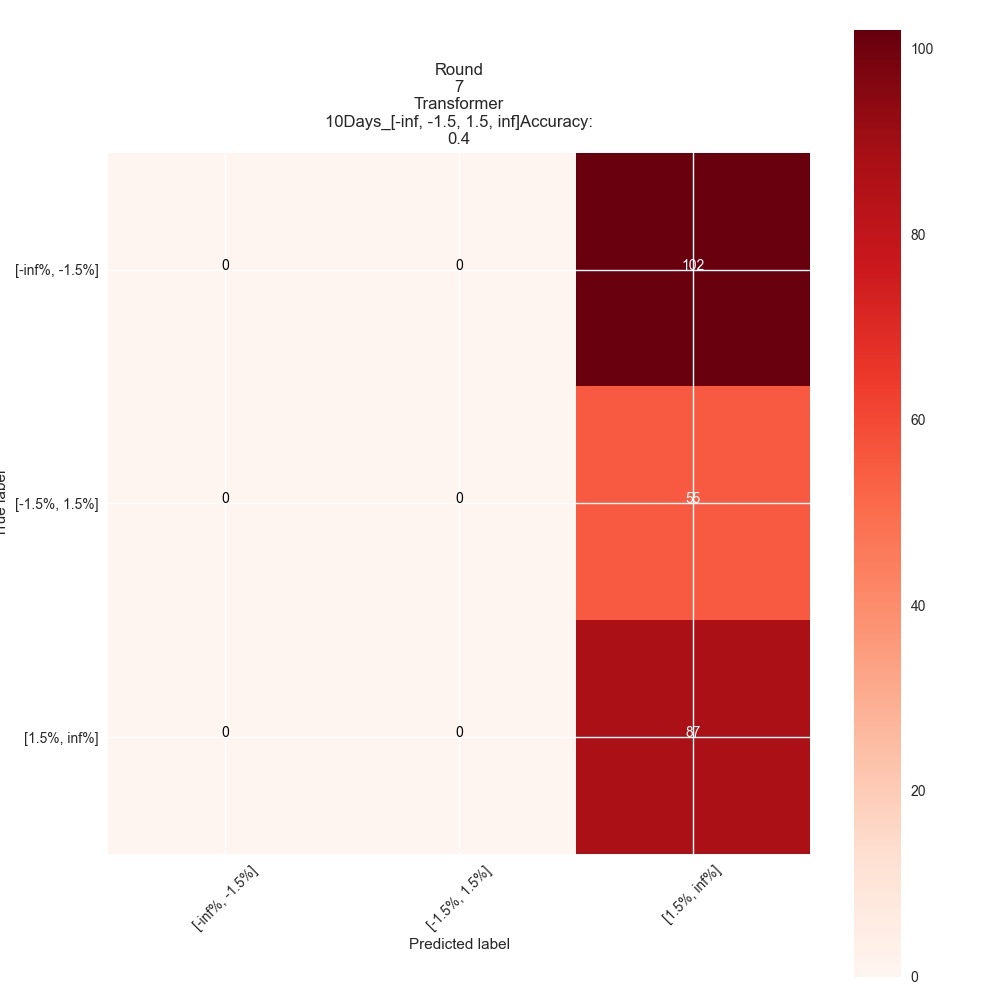 Round
7
Transformer
10Days_[-inf, -1.5, 1.5, inf]Accuracy:
0.4
[-inf%, -1.5%]
0 0 102
[-1.5%, 1.5%]
0 0 55
[1.5%, inf%]
0 0 87
True label
[-inf%, -1.5%] [-1.5%, 1.5%] [1.5%, inf%]
Predicted label
100
80
60
40
20
0